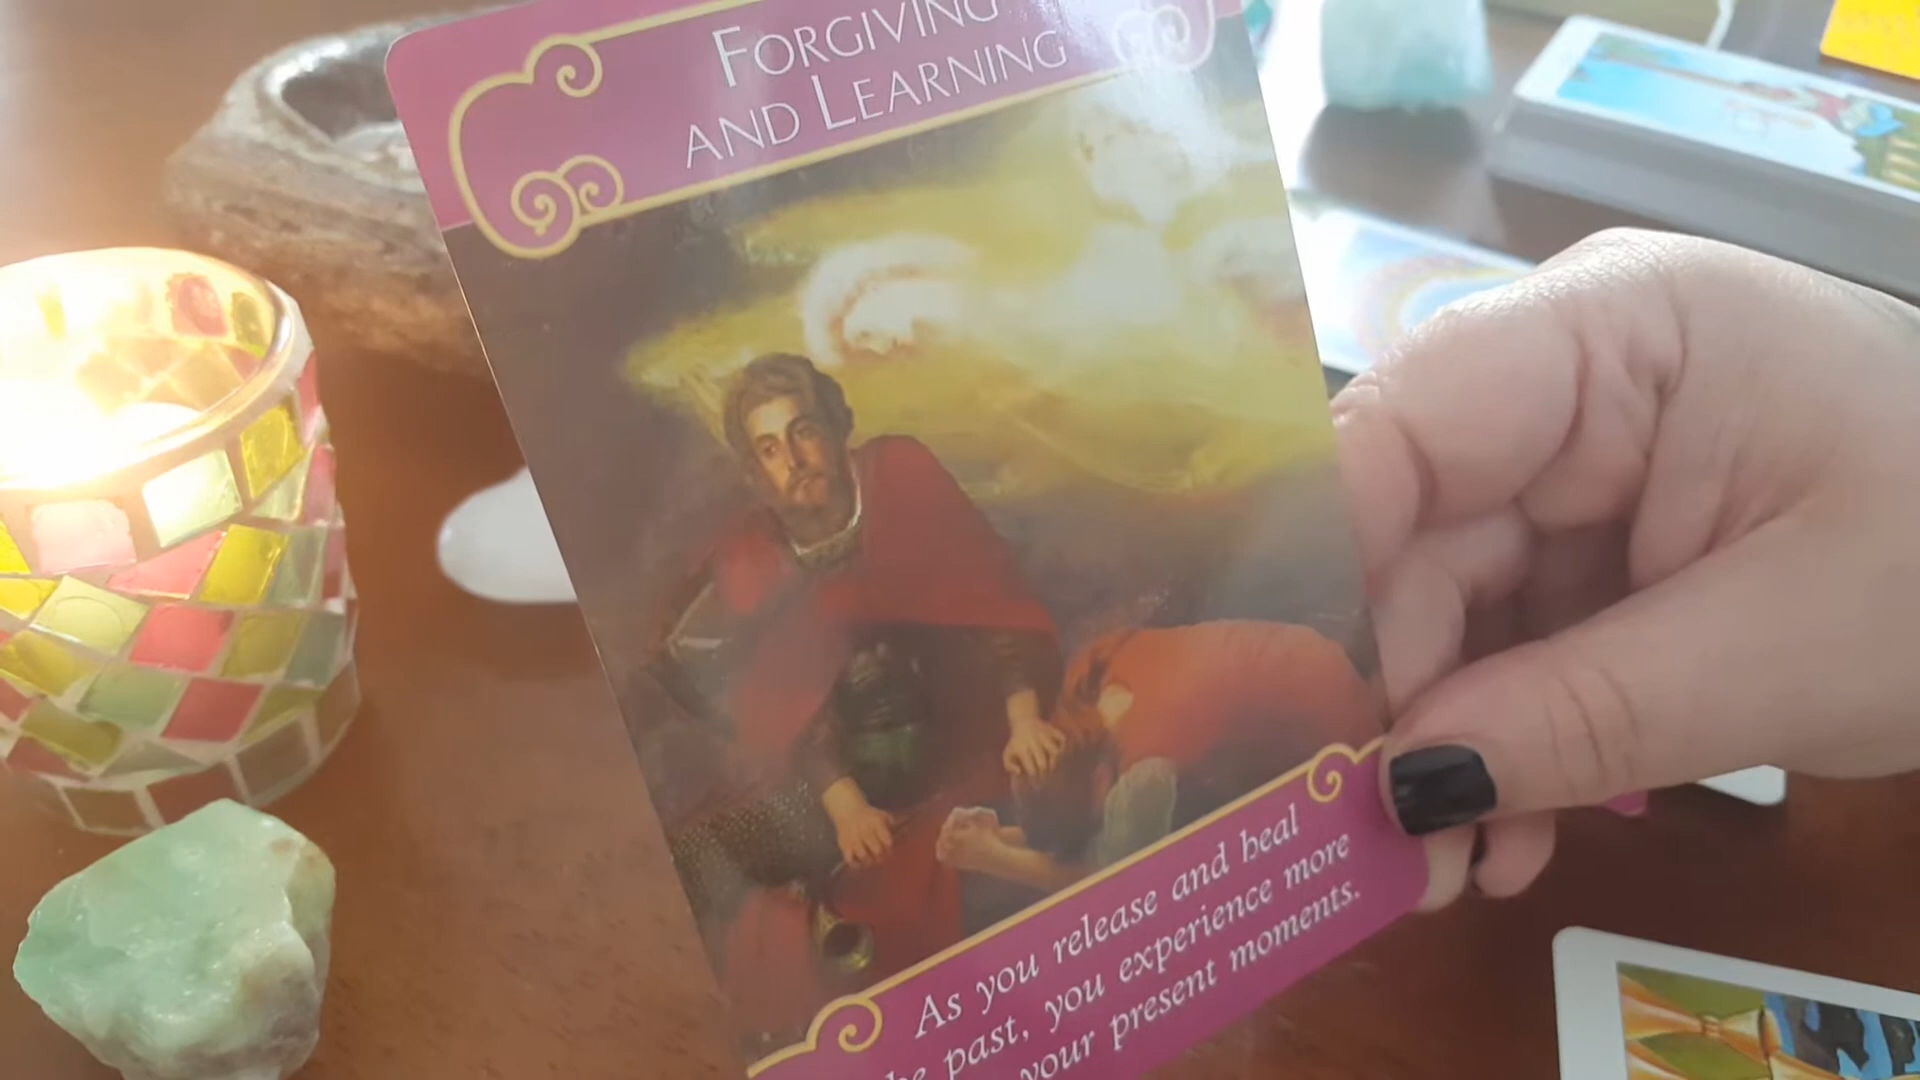 FORGIVING
AND LEARNING
As you release and heal
past, you experience more
your present moments.